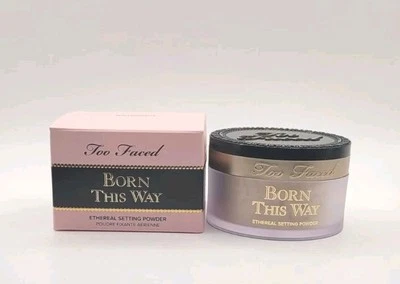 Too Faced
BORN
THIS WAY
ETHEREAL SETTING POWDER
POUDRE FIXANTE AÉRIENNE
Too Faced
BORN
THIS WAY
ETHEREAL SETTING POWDER